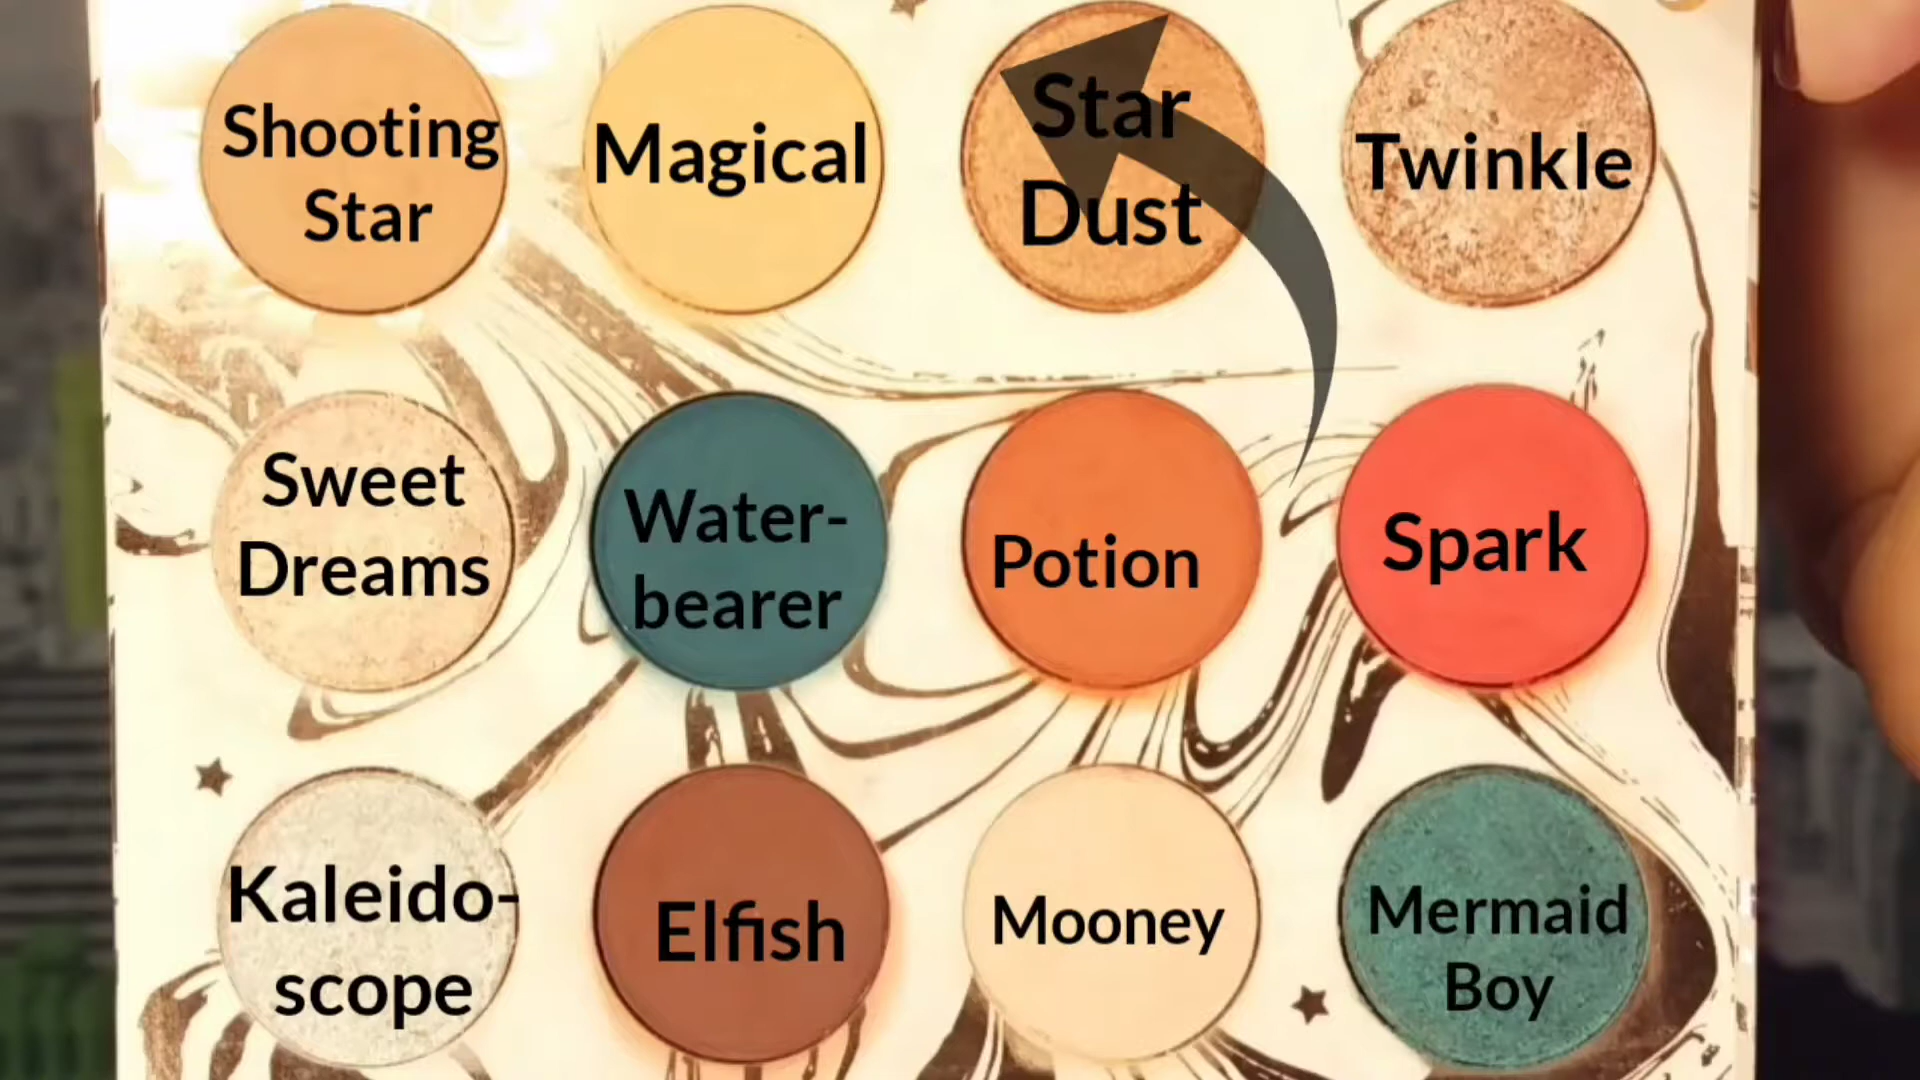 Shooting
Star
Magical
Star
Dust
Twinkle
Sweet
Dreams
Water-
bearer
Potion
Spark
Kaleido-
scope
Elfish
Mooney
Mermaid
Boy